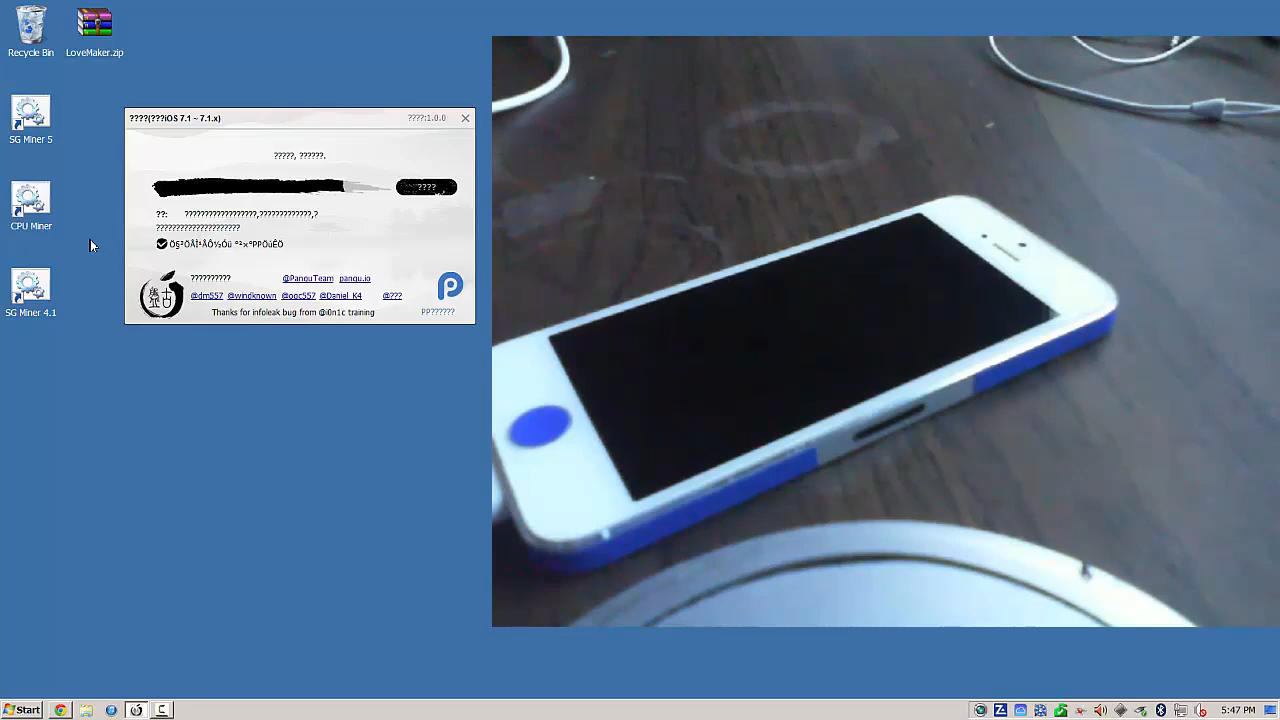 Recycle Bin
LoveMaker.zip
SG Miner 5
CPU Miner
SG Miner 4.1
????(???iOS 7.1 ~ 7.1.x)
????:1.0.0
?????, ??????.
????
??: ?????????????????,?????????????,?
????????????????????
??????????
@PanguTeam pangu.io
@dm557 @windknown @ooc557 @Daniel_K4 @???
Thanks for infoleak bug from @i0n1c training
PP??????
Start
5:47 PM